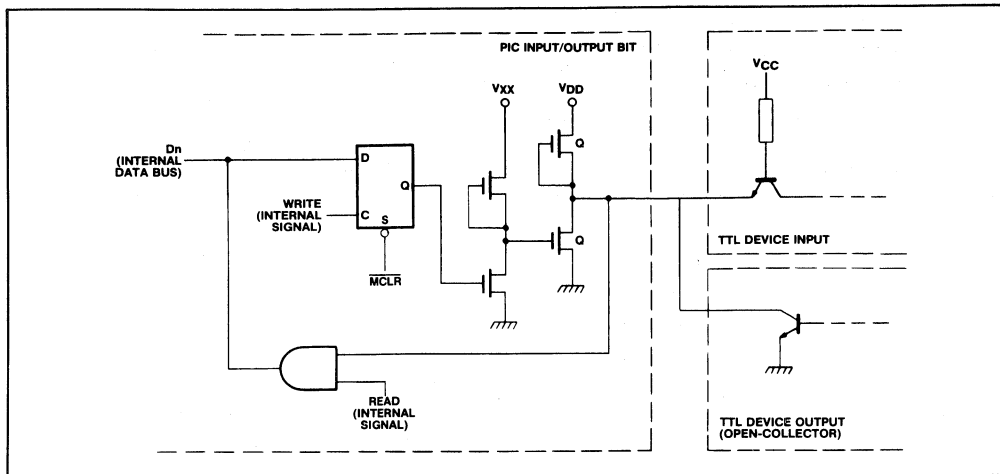 PIC INPUT/OUTPUT BIT
VXX
VDD
VCC
Q
Dn
(INTERNAL
DATA BUS)
D
Q
WRITE
(INTERNAL
SIGNAL)
C
S
MCLR
Q
TTL DEVICE INPUT
READ
(INTERNAL
SIGNAL)
TTL DEVICE OUTPUT
(OPEN-COLLECTOR)